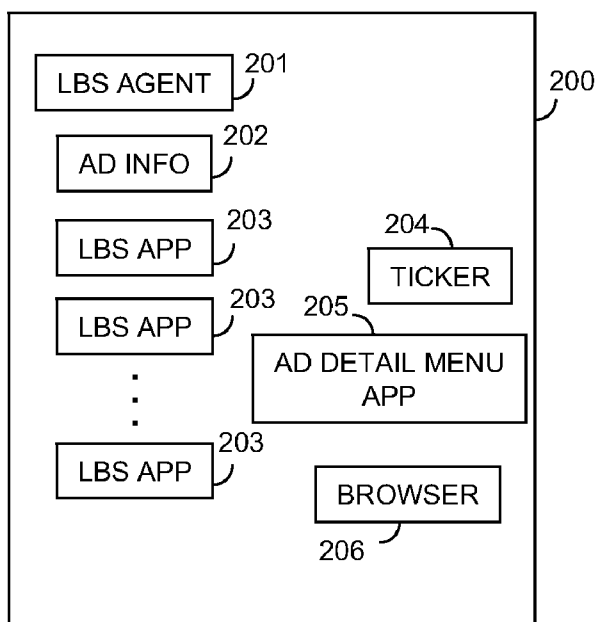 LBS AGENT
201
200
AD INFO
202
LBS APP
203
204
TICKER
LBS APP
203
205
AD DETAIL MENU
APP
LBS APP
203
BROWSER
206